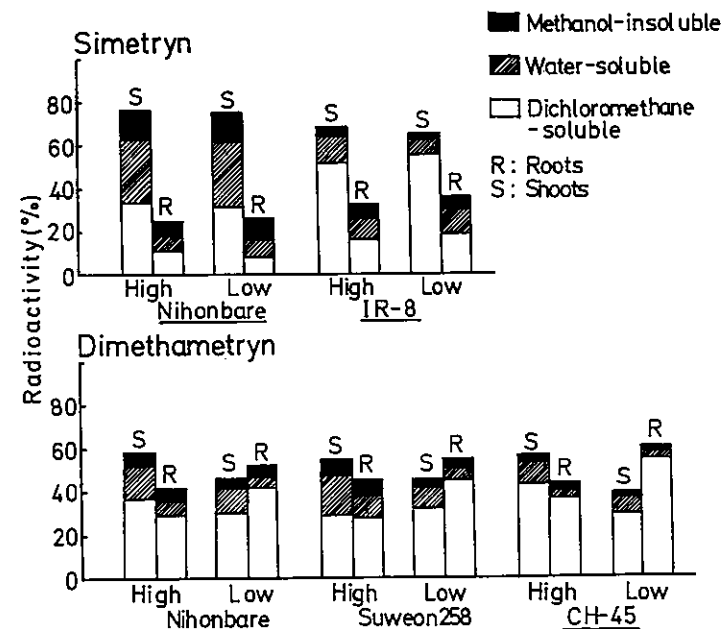 Simetryn
Methanol-insoluble
Water-soluble
Dichloromethane
-soluble
R: Roots
S: Shoots
Radioactivity (%)
80
60
40
20
0
S
R
S
R
S
R
S
R
High
Low
High
Low
Nihonbare
IR-8
Dimethametryn
80
60
40
20
0
S
R
S
R
S
R
S
R
S
R
S
R
High
Low
High
Low
High
Low
Nihonbare
Suweon258
CH-45